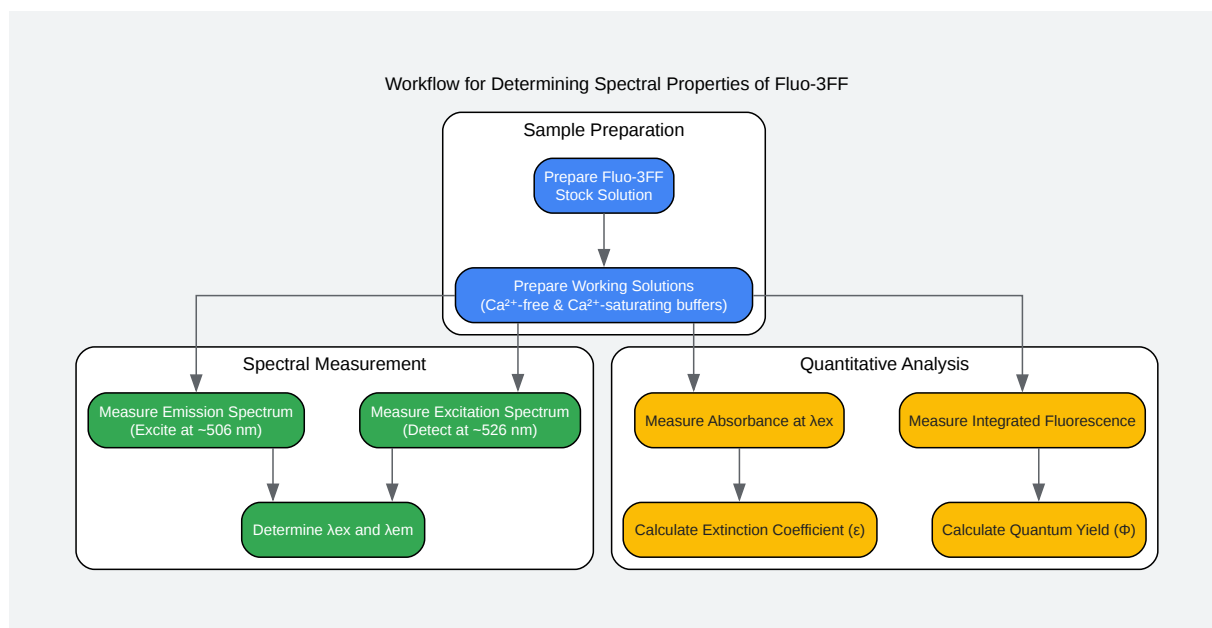 Workflow for Determining Spectral Properties of Fluo-3FF
Sample Preparation
Prepare Fluo-3FF
Stock Solution
Prepare Working Solutions
(Ca²⁺-free & Ca²⁺-saturating buffers)
Spectral Measurement
Measure Emission Spectrum
(Excite at ~506 nm)
Measure Excitation Spectrum
(Detect at ~526 nm)
Determine λex and λem
Quantitative Analysis
Measure Absorbance at λex
Measure Integrated Fluorescence
Calculate Extinction Coefficient (ε)
Calculate Quantum Yield (Φ)